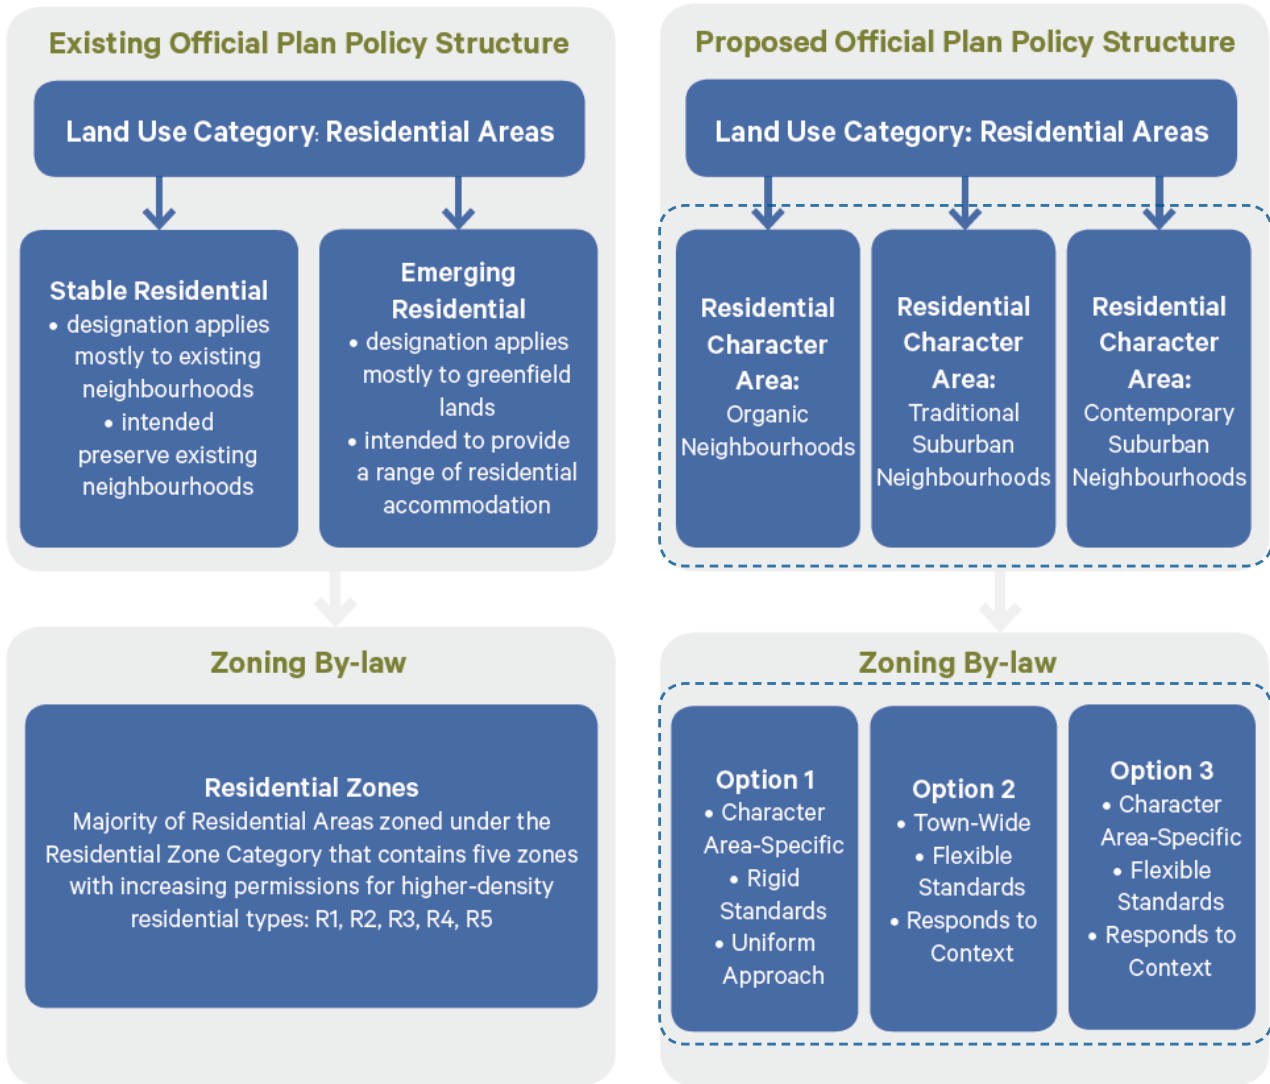 Existing Official Plan Policy Structure
Land Use Category: Residential Areas
Stable Residential
• designation applies
mostly to existing
neighbourhoods
• intended
preserve existing
neighbourhoods
Emerging
Residential
• designation applies
mostly to greenfield
lands
• intended to provide
a range of residential
accommodation
Zoning By-law
Residential Zones
Majority of Residential Areas zoned under the
Residential Zone Category that contains five zones
with increasing permissions for higher-density
residential types: R1, R2, R3, R4, R5
Proposed Official Plan Policy Structure
Land Use Category: Residential Areas
Residential
Character
Area:
Organic
Neighbourhoods
Residential
Character
Area:
Traditional
Suburban
Neighbourhoods
Residential
Character
Area:
Contemporary
Suburban
Neighbourhoods
Zoning By-law
Option 1
• Character
Area-Specific
• Rigid
Standards
• Uniform
Approach
Option 2
• Town-Wide
• Flexible
Standards
• Responds to
Context
Option 3
• Character
Area-Specific
• Flexible
Standards
• Responds to
Context